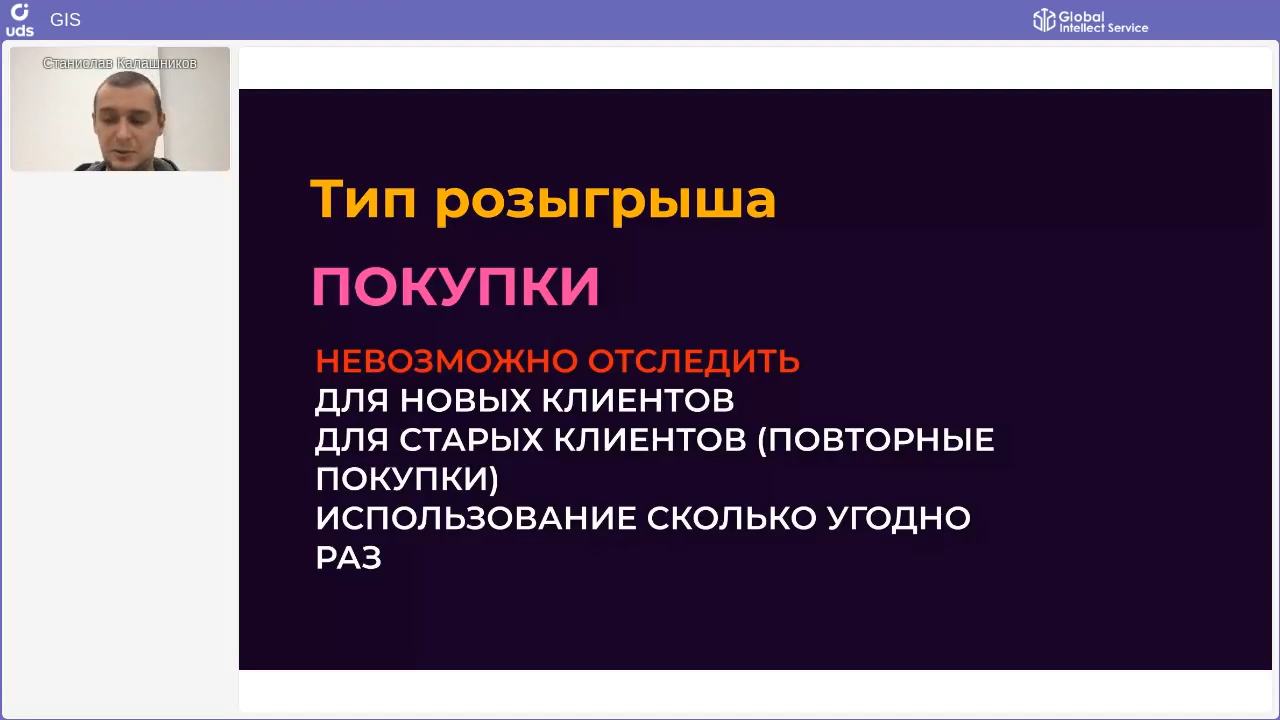 uds
GIS
Global
Intellect Service
Станислав Калашников
Тип розыгрыша
ПОКУПКИ
НЕВОЗМОЖНО ОТСЛЕДИТЬ
ДЛЯ НОВЫХ КЛИЕНТОВ
ДЛЯ СТАРЫХ КЛИЕНТОВ (ПОВТОРНЫЕ
ПОКУПКИ)
ИСПОЛЬЗОВАНИЕ СКОЛЬКО УГОДНО
РАЗ